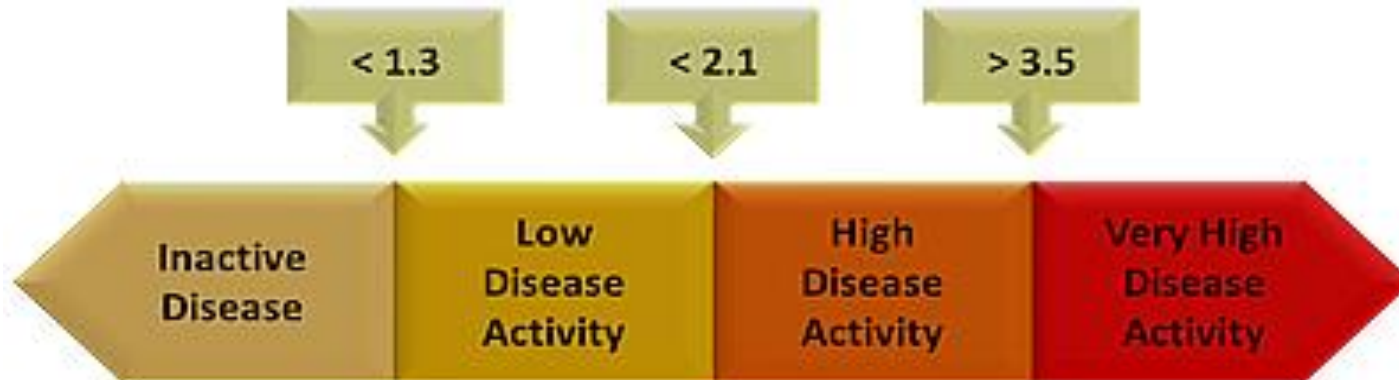 < 1.3
< 2.1
> 3.5
Inactive
Disease
Low
Disease
Activity
High
Disease
Activity
Very High
Disease
Activity